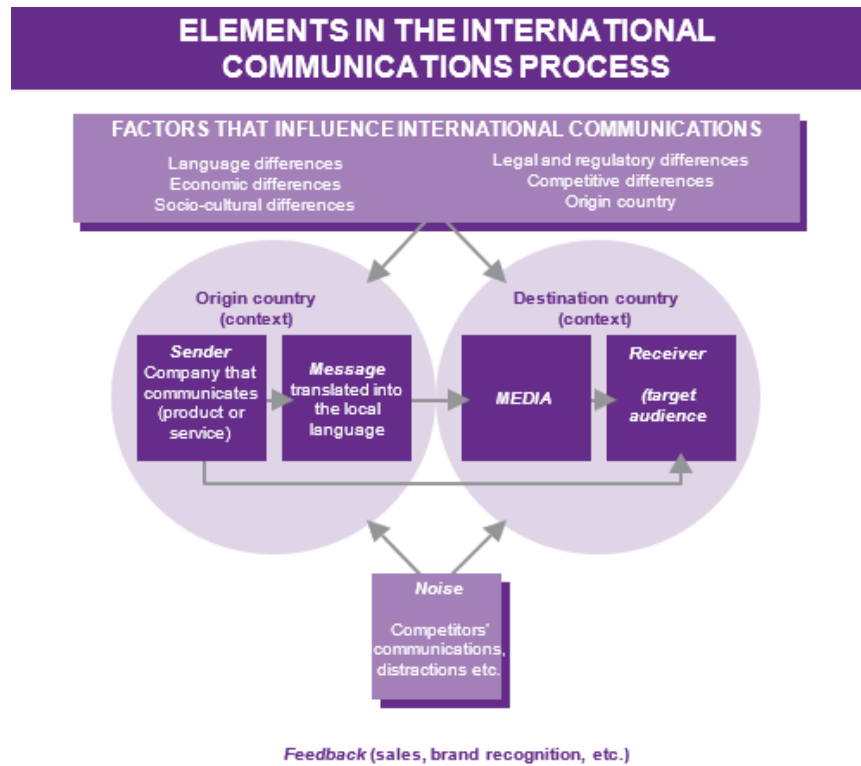 ELEMENTS IN THE INTERNATIONAL
COMMUNICATIONS PROCESS
FACTORS THAT INFLUENCE INTERNATIONAL COMMUNICATIONS
Language differences
Economic differences
Socio-cultural differences
Legal and regulatory differences
Competitive differences
Origin country
Origin country
(context)
Sender
Company that
communicates
(product or
service)
Message
translated into
the local
language
Destination country
(context)
MEDIA
Receiver
(target
audience
Noise
Competitors'
communications,
distractions etc.
Feedback (sales, brand recognition, etc.)